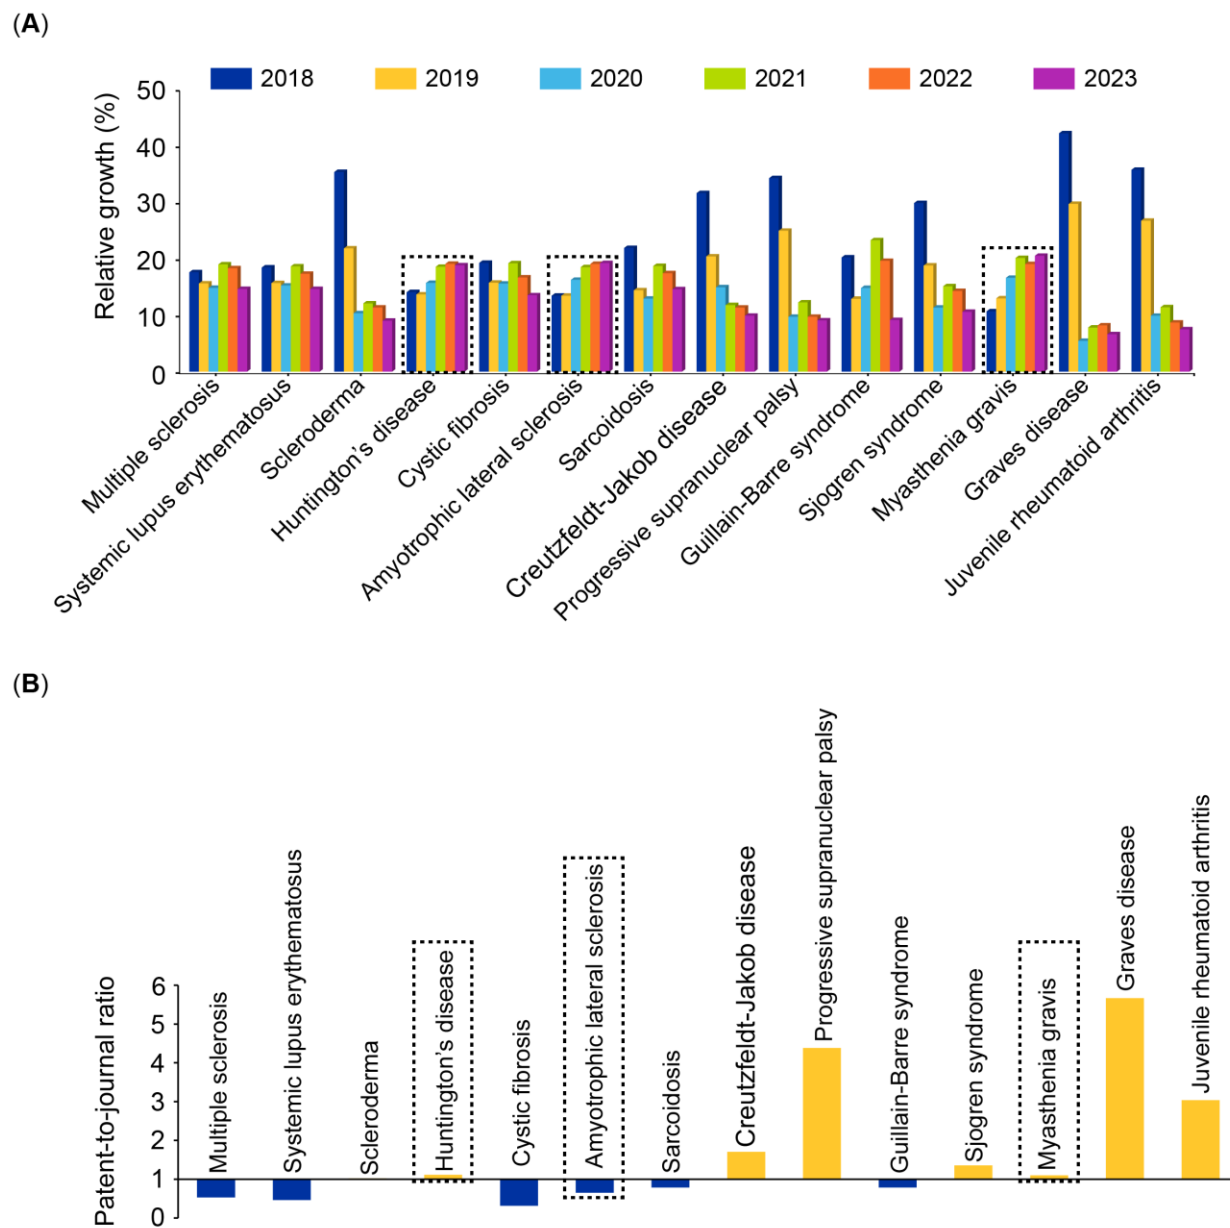 (A)
2018 2019 2020 2021 2022 2023
Relative growth (%)
50
40
30
20
10
0
Multiple sclerosis
Systemic lupus erythematosus
Scleroderma
Huntington's disease
Cystic fibrosis
Amyotrophic lateral sclerosis
Sarcoidosis
Creutzfeldt-Jakob disease
Progressive supranuclear palsy
Guillain-Barre syndrome
Sjogren syndrome
Myasthenia gravis
Graves disease
Juvenile rheumatoid arthritis
(B)
Patent-to-journal ratio
6
5
4
3
2
1
0
Multiple sclerosis
Systemic lupus erythematosus
Scleroderma
Huntington's disease
Cystic fibrosis
Amyotrophic lateral sclerosis
Sarcoidosis
Creutzfeldt-Jakob disease
Progressive supranuclear palsy
Guillain-Barre syndrome
Sjogren syndrome
Myasthenia gravis
Graves disease
Juvenile rheumatoid arthritis